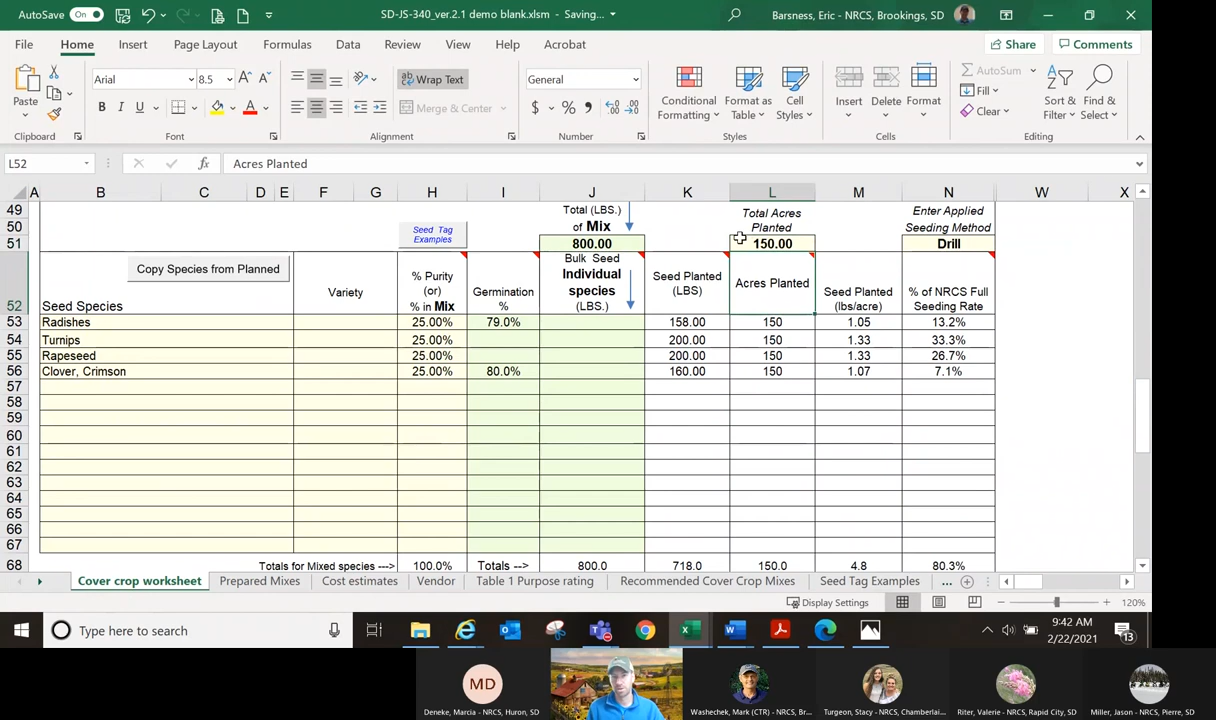 AutoSave On SD-JS-340_ver.2.1 demo blank.xlsm - Saving... Barsness, Eric - NRCS, Brookings, SD
File Home Insert Page Layout Formulas Data Review View Help Acrobat Share Comments
Paste Arial 8.5 A A Wrap Text General Conditional Formatting Format as Table Cell Styles Insert Delete Format AutoSum Fill Clear Sort & Filter Find & Select
B I U A Merge & Center $ % 9
Clipboard Font Alignment Number Styles Cells Editing
L52 fx Acres Planted
A B C D E F G H I J K L M N W X
49 Total (LBS.) Total Acres Enter Applied
50 Seed Tag Examples of Mix Planted Seeding Method
51 800.00 150.00 Drill
Copy Species from Planned
52 Seed Species Variety % Purity (or) % in Mix Germination % Bulk Seed Individual species (LBS.) Seed Planted (LBS) Acres Planted Seed Planted (lbs/acre) % of NRCS Full Seeding Rate
53 Radishes 25.00% 79.0% 158.00 150 1.05 13.2%
54 Turnips 25.00% 200.00 150 1.33 33.3%
55 Rapeseed 25.00% 200.00 150 1.33 26.7%
56 Clover, Crimson 25.00% 80.0% 160.00 150 1.07 7.1%
57
58
59
60
61
62
63
64
65
66
67
68 Totals for Mixed species ---> 100.0% Totals --> 800.0 718.0 150.0 4.8 80.3%
Cover crop worksheet Prepared Mixes Cost estimates Vendor Table 1 Purpose rating Recommended Cover Crop Mixes Seed Tag Examples ...
Display Settings 120%
Type here to search 9:42 AM
2/22/2021 13
MD
Deneke, Marcia - NRCS, Huron, SD Washechek, Mark (CTR) - NRCS, Br... Turgeon, Stacy - NRCS, Chamberlai... Riter, Valerie - NRCS, Rapid City, SD Miller, Jason - NRCS, Pierre, SD